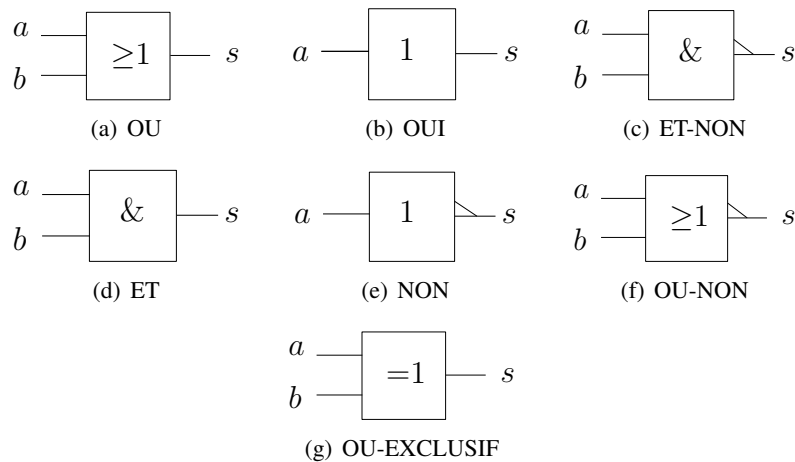 a
b
≥1
s
(a) OU
a
1
s
(b) OUI
a
b
&
s
(c) ET-NON
a
b
&
s
(d) ET
a
1
s
(e) NON
a
b
≥1
s
(f) OU-NON
a
b
=1
s
(g) OU-EXCLUSIF